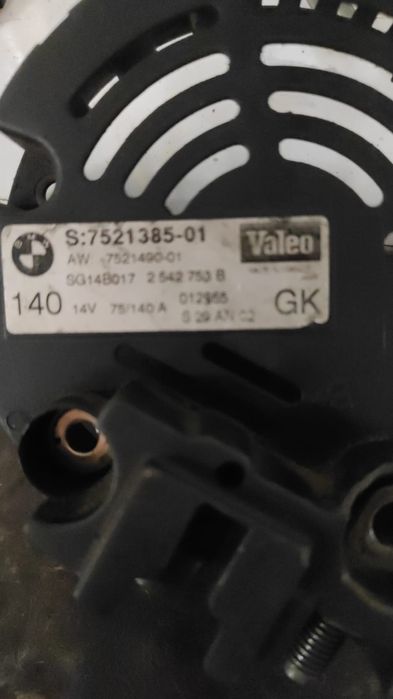 BMW
S:7521385-01
Valeo
AW 7521490-01
SG14B017 2 542 753 B
140 14V 75/140 A 012955 GK
S 29 AN 02